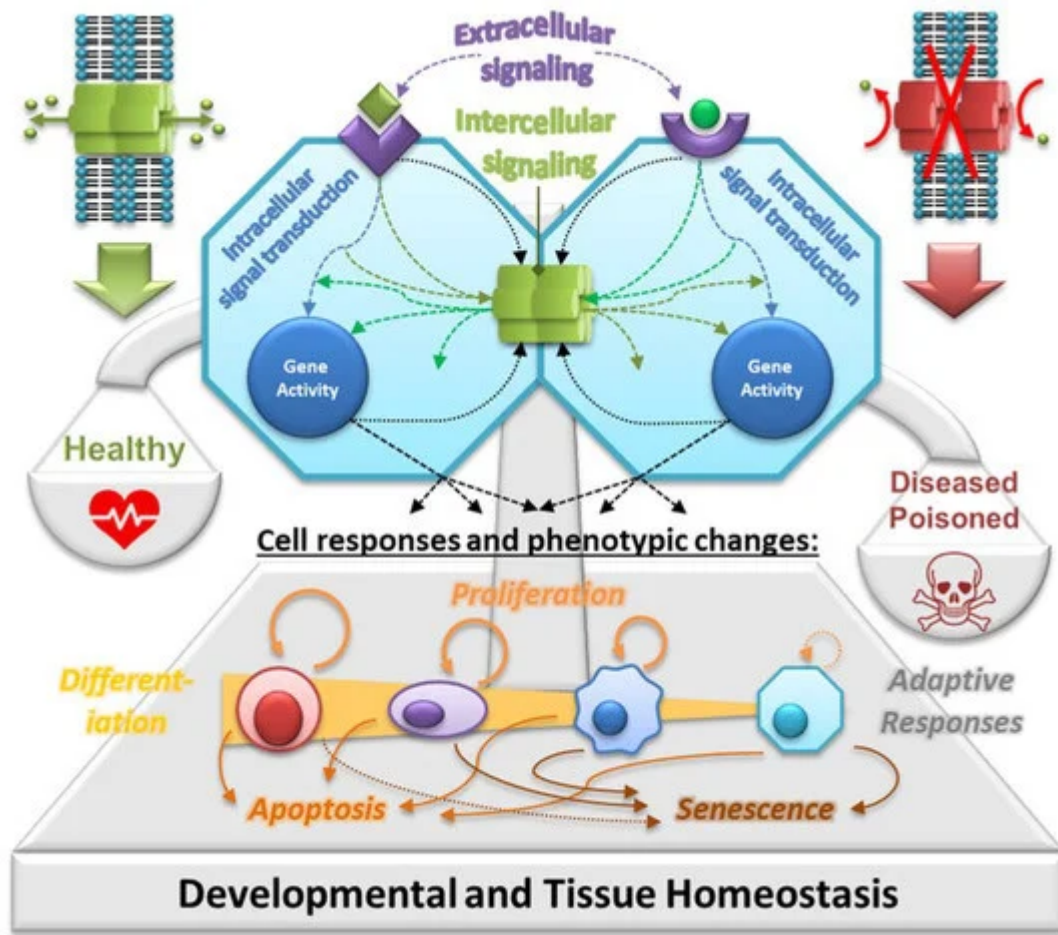 Extracellular
signaling
Intercellular
signaling
Intracellular
signal transduction
Intracellular
signal transduction
Gene
Activity
Gene
Activity
Healthy
Diseased
Poisoned
Cell responses and phenotypic changes:
Proliferation
Different-
iation
Adaptive
Responses
Apoptosis
Senescence
Developmental and Tissue Homeostasis